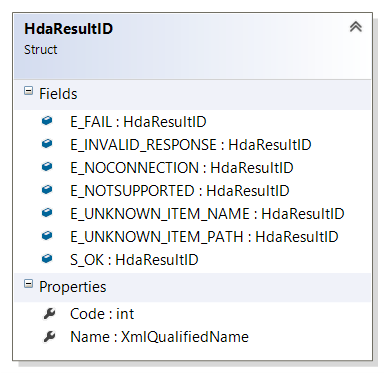 HdaResultID
Struct
Fields
E_FAIL : HdaResultID
E_INVALID_RESPONSE : HdaResultID
E_NOCONNECTION : HdaResultID
E_NOTSUPPORTED : HdaResultID
E_UNKNOWN_ITEM_NAME : HdaResultID
E_UNKNOWN_ITEM_PATH : HdaResultID
S_OK : HdaResultID
Properties
Code : int
Name : XmlQualifiedName